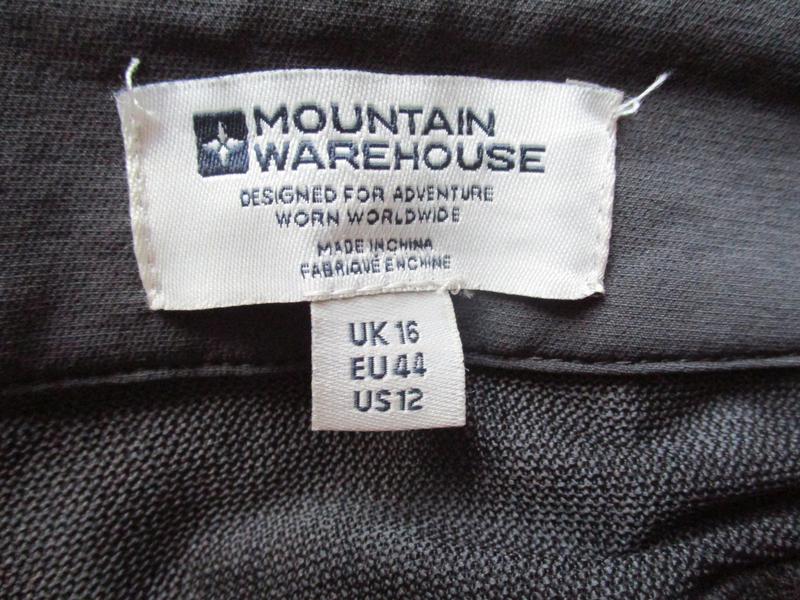 MOUNTAIN
WAREHOUSE
DESIGNED FOR ADVENTURE
WORN WORLDWIDE
MADE IN CHINA
FABRIQUÉ EN CHINE
UK 16
EU 44
US 12